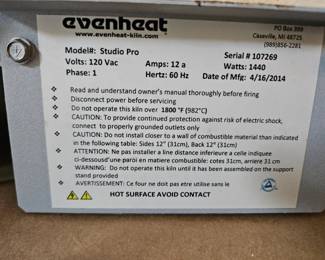 evenheat
www.evenheat-kiln.com
PO Box 399
Caseville, MI 48725
(989)856-2281
Model#: Studio Pro
Serial # 107269
Volts: 120 Vac
Amps: 12 a
Watts: 1440
Phase: 1
Hertz: 60 Hz
Date of Mfg: 4/16/2014
Read and understand owner's manual thoroughly before firing
Disconnect power before servicing
Do not operate this kiln over 1800 °F (982°C)
CAUTION: To provide continued protection against risk of electric shock,
connect to properly grounded outlets only
CAUTION: Do not install closer to a wall of combustible material than indicated
in the following table: Sides 12" (31cm), Back 12" (31cm)
ATTENTION: Ne pas installer a line distance inferieure a celle indiquee
ci-dessousd'une paroi en matiere combustible: cotes 31cm, arriere 31 cm
WARNING: Do not operate this kiln until it has been assembled on the support
stand provided
AVERTISSEMENT: Ce four ne doit pas etre utilise sans le
HOT SURFACE AVOID CONTACT